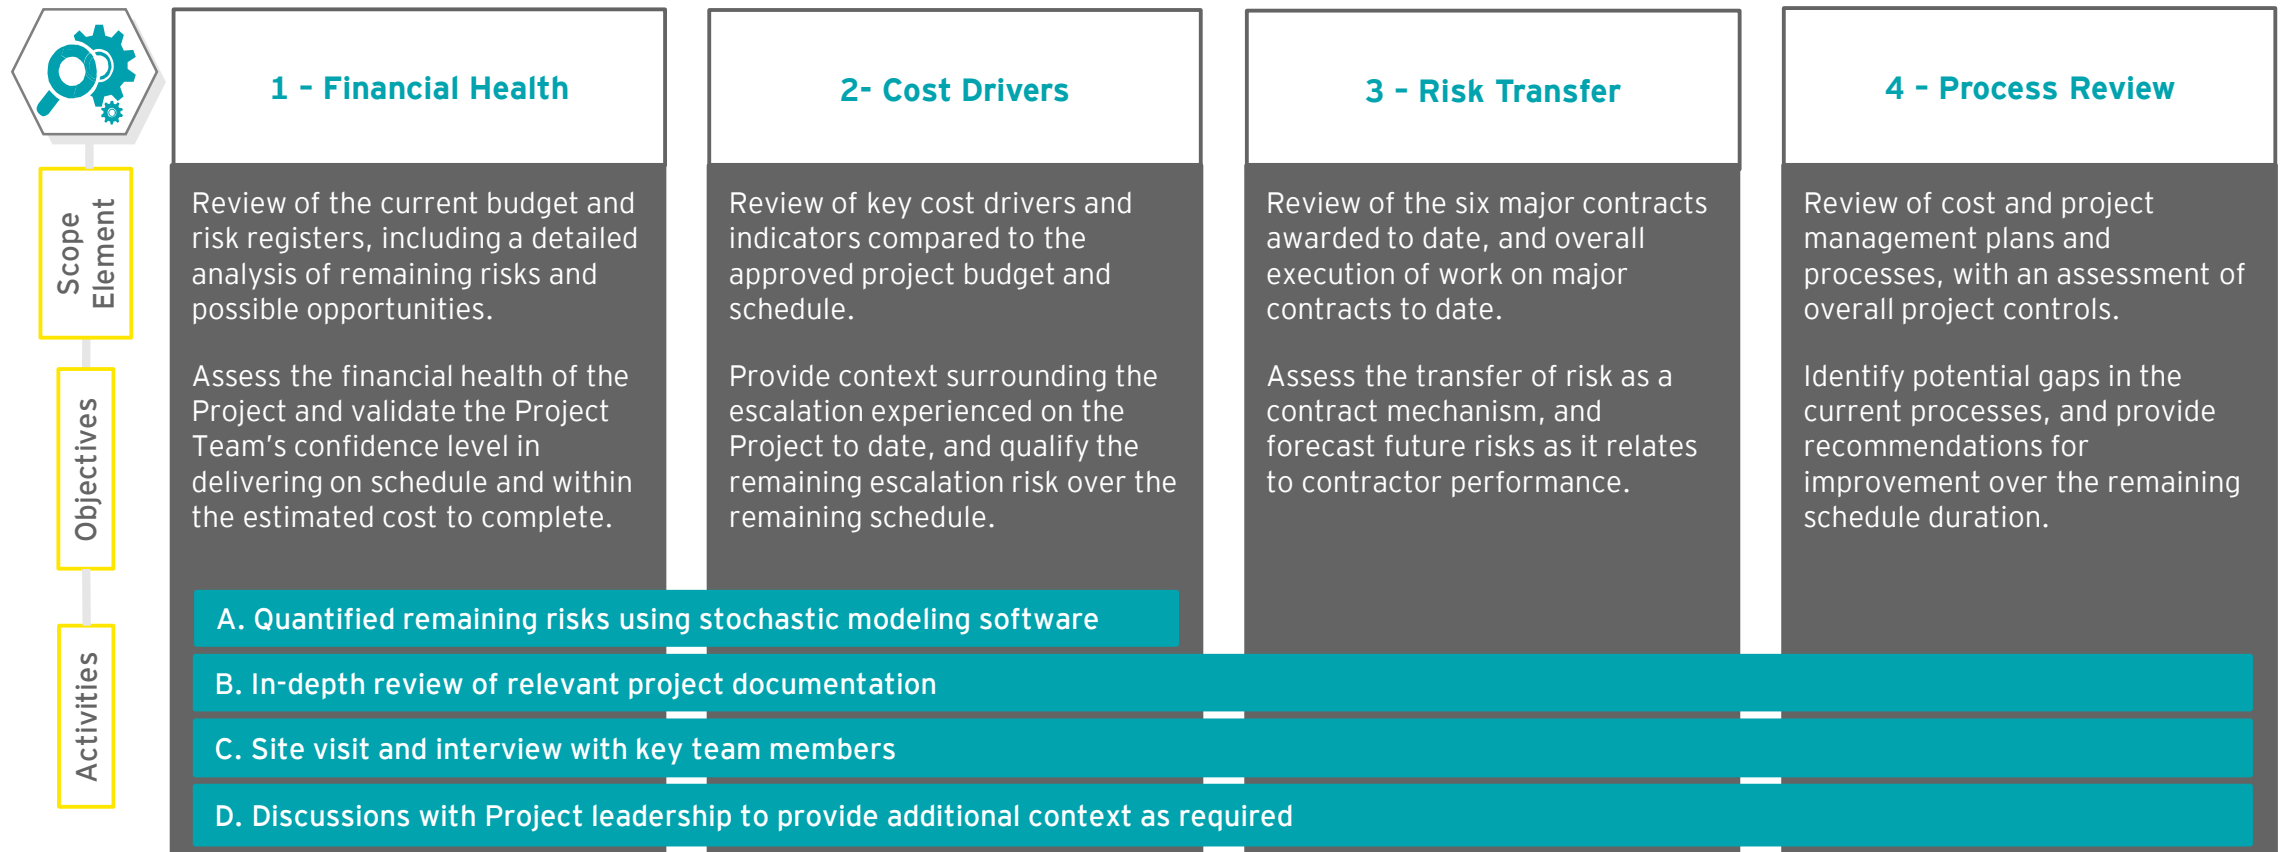 1 – Financial Health
2- Cost Drivers
3 – Risk Transfer
4 – Process Review
Scope
Element
Review of the current budget and
risk registers, including a detailed
analysis of remaining risks and
possible opportunities.
Review of key cost drivers and
indicators compared to the
approved project budget and
schedule.
Review of the six major contracts
awarded to date, and overall
execution of work on major
contracts to date.
Review of cost and project
management plans and
processes, with an assessment of
overall project controls.
Objectives
Assess the financial health of the
Project and validate the Project
Team's confidence level in
delivering on schedule and within
the estimated cost to complete.
Provide context surrounding the
escalation experienced on the
Project to date, and qualify the
remaining escalation risk over the
remaining schedule.
Assess the transfer of risk as a
contract mechanism, and
forecast future risks as it relates
to contractor performance.
Identify potential gaps in the
current processes, and provide
recommendations for
improvement over the remaining
schedule duration.
Activities
A. Quantified remaining risks using stochastic modeling software
B. In-depth review of relevant project documentation
C. Site visit and interview with key team members
D. Discussions with Project leadership to provide additional context as required